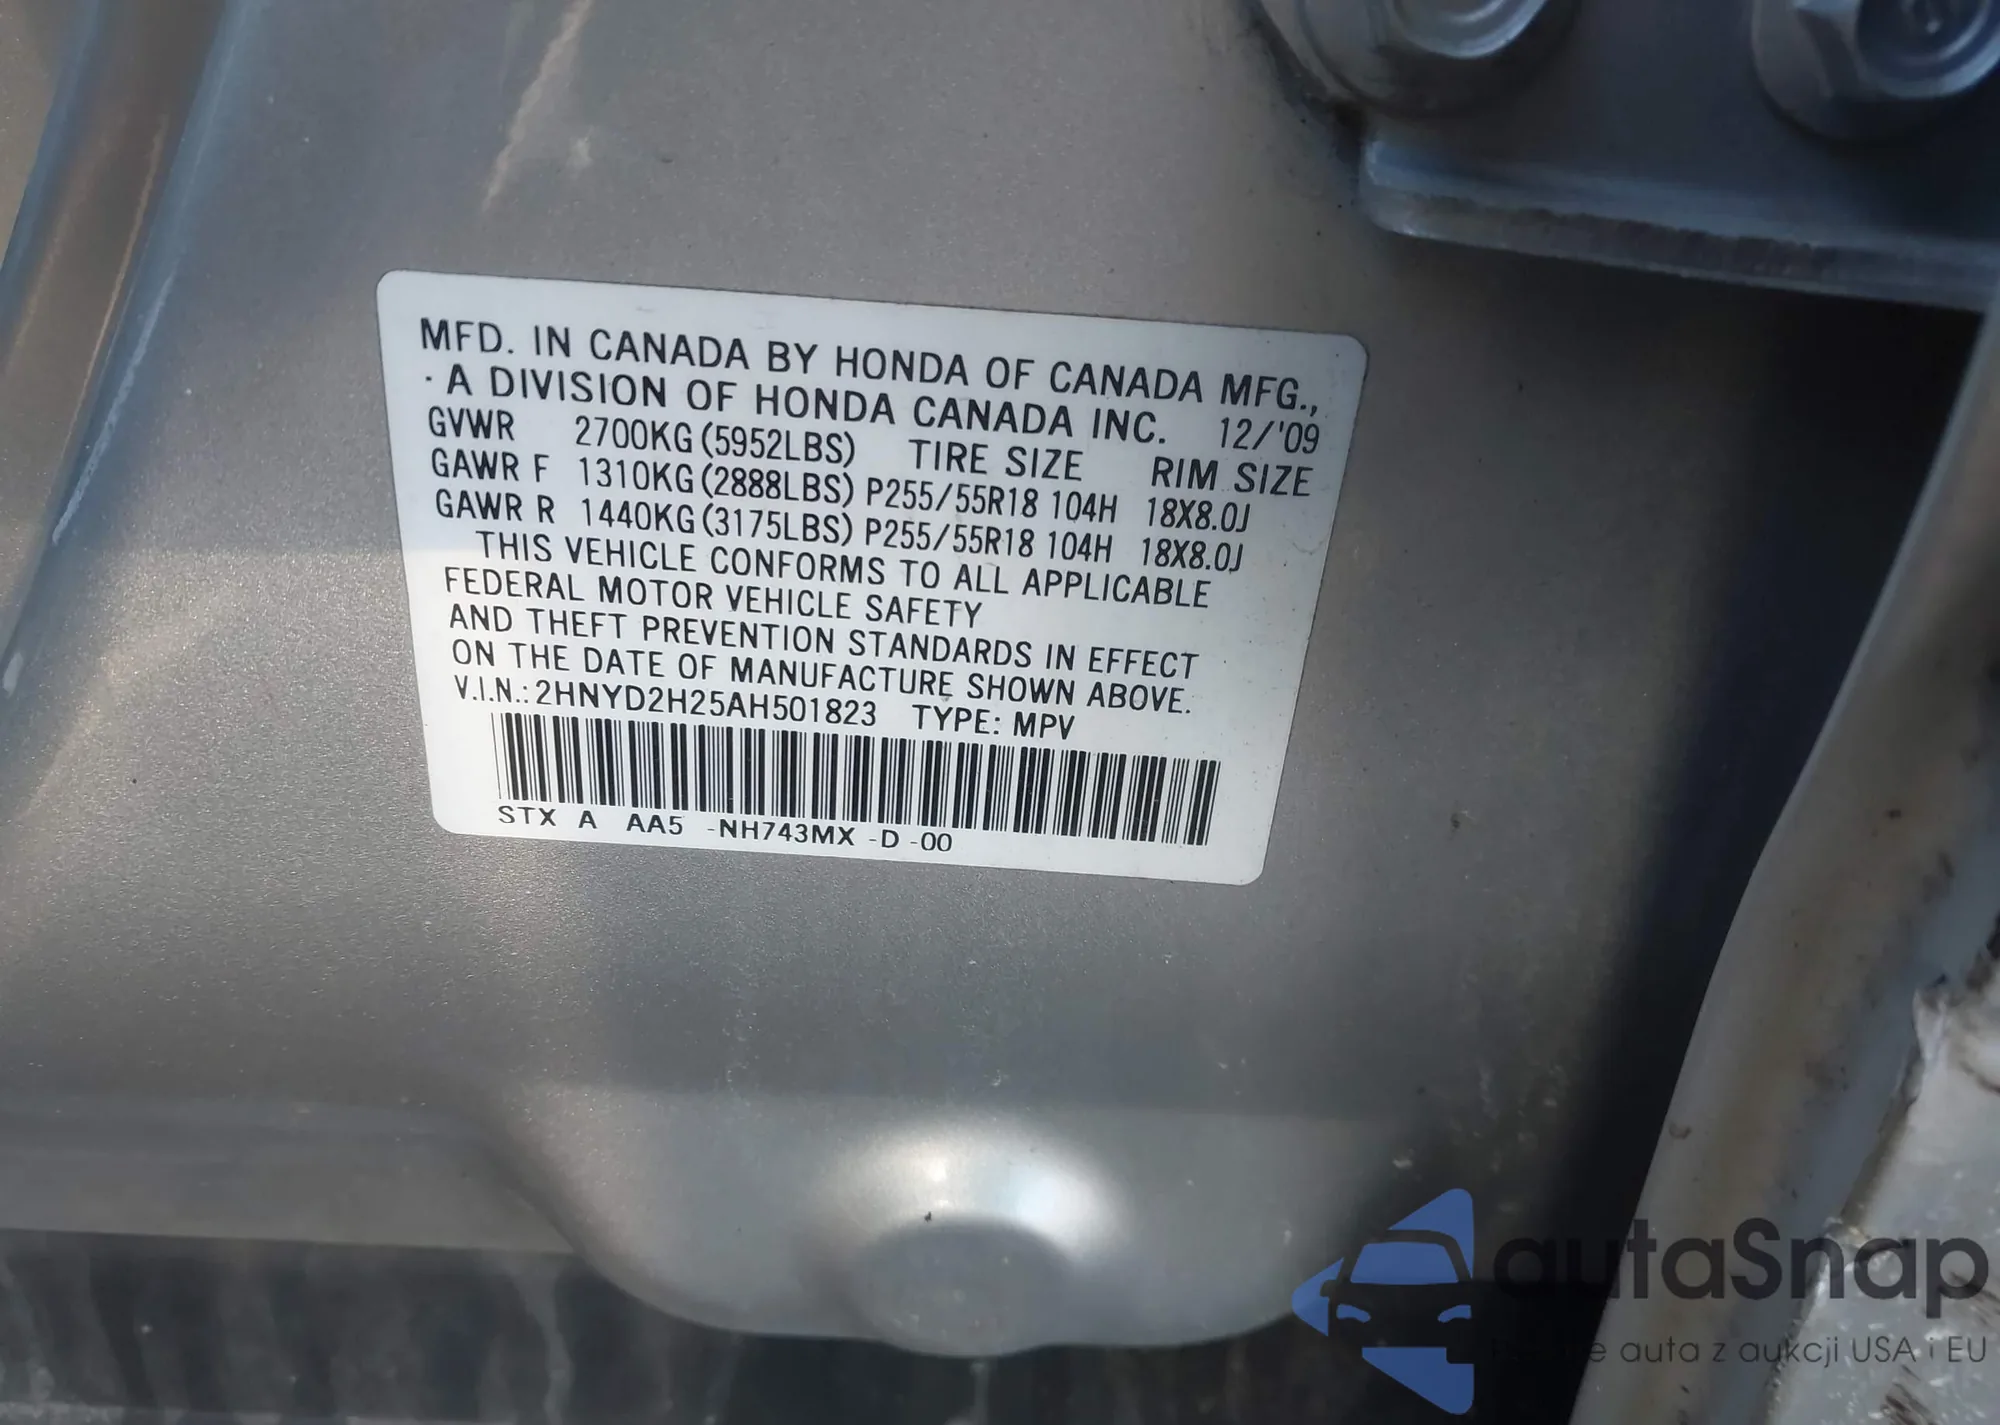 MFD. IN CANADA BY HONDA OF CANADA MFG.,
· A DIVISION OF HONDA CANADA INC. 12/'09
GVWR 2700KG (5952LBS) TIRE SIZE RIM SIZE
GAWR F 1310KG (2888LBS) P255/55R18 104H 18X8.0J
GAWR R 1440KG (3175LBS) P255/55R18 104H 18X8.0J
THIS VEHICLE CONFORMS TO ALL APPLICABLE
FEDERAL MOTOR VEHICLE SAFETY
AND THEFT PREVENTION STANDARDS IN EFFECT
ON THE DATE OF MANUFACTURE SHOWN ABOVE.
V.I.N.: 2HNYD2H25AH501823 TYPE: MPV
STX A AA5 -NH743MX -D -00
autaSnap
auta z aukcji USA i EU